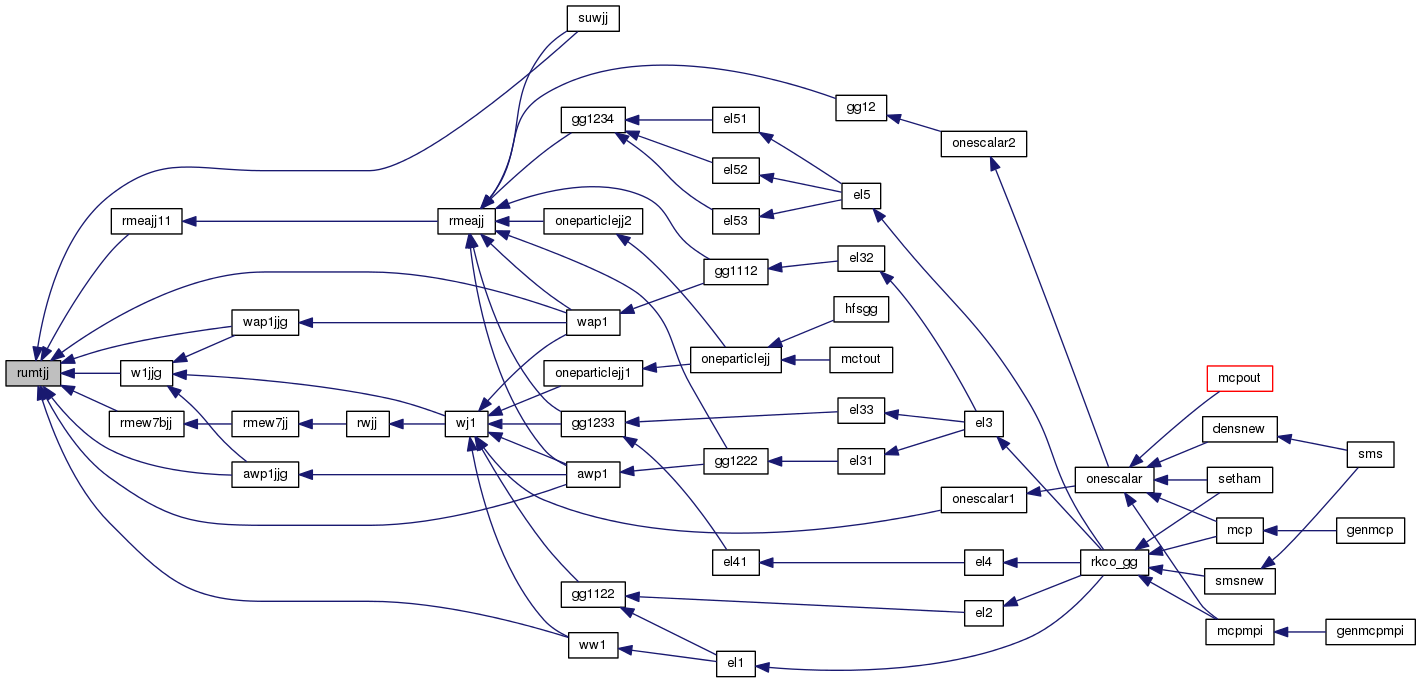 suwjj
gg12
gg1234
el51
onescalar2
el52
el5
rmeajj11
rmeajj
oneparticlejj2
el53
el32
gg1112
hfsgg
wap1jjg
wap1
oneparticlejj
mctout
rumtjj
w1jjg
oneparticlejj1
mcpout
el33
rmew7bjj
rmew7jj
rwjj
wj1
gg1233
el3
densnew
sms
gg1222
el31
awp1jjg
awp1
onescalar
setham
onescalar1
mcp
genmcp
el41
el4
rkco_gg
smsnew
gg1122
el2
ww1
mcpmpi
genmcpmpi
el1